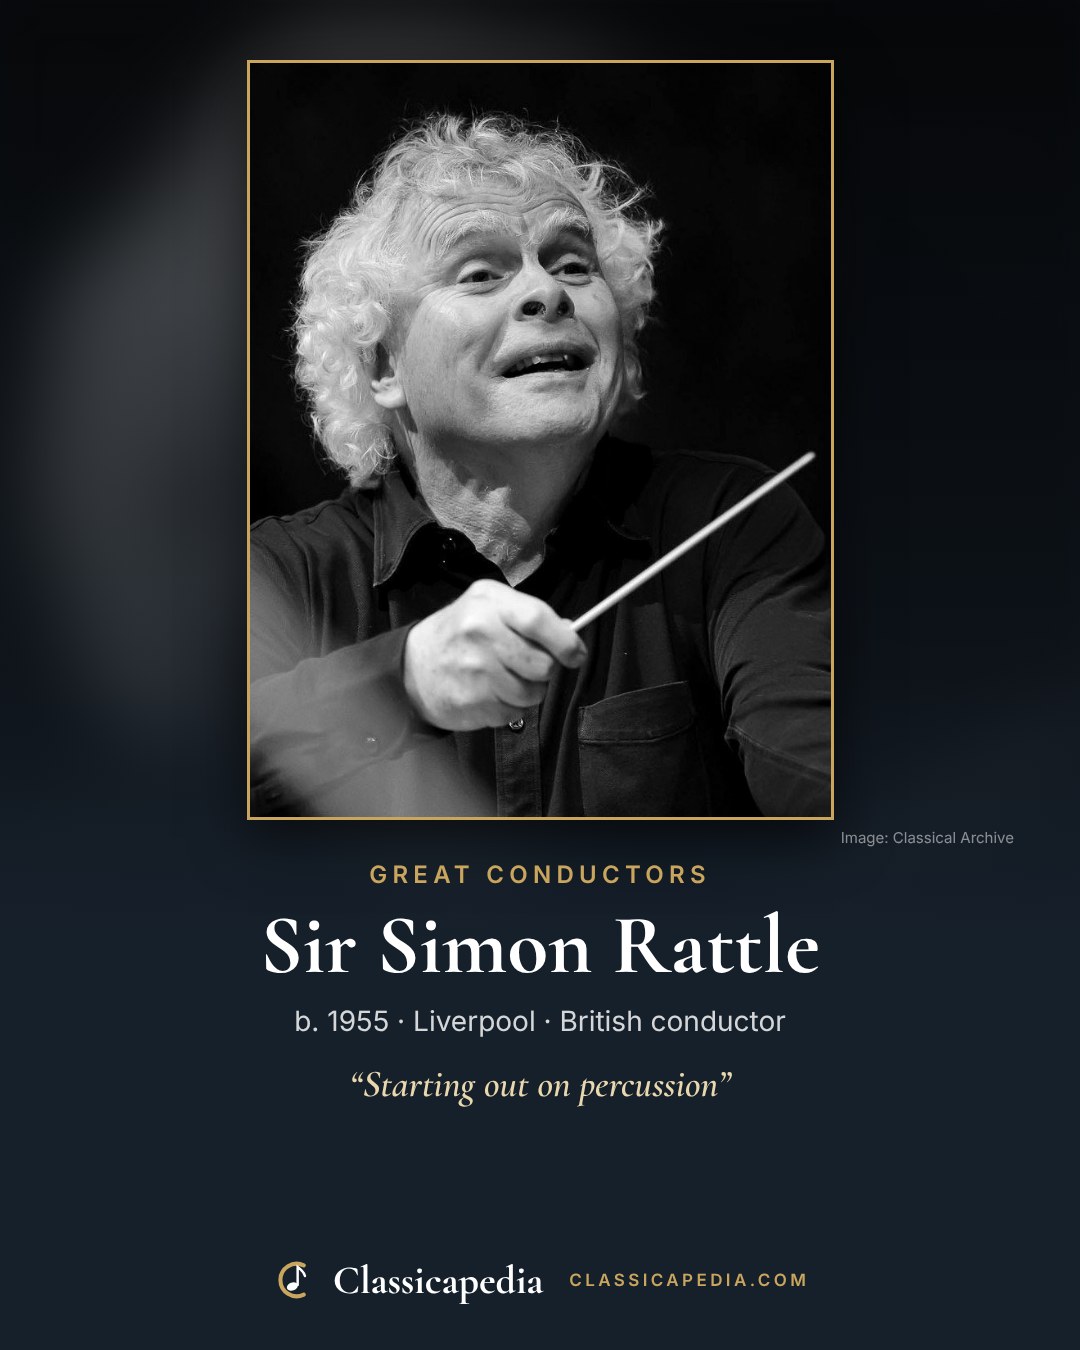 Image: Classical Archive
GREAT CONDUCTORS
Sir Simon Rattle
b. 1955 · Liverpool · British conductor
“Starting out on percussion”
Classicapedia CLASSICAPEDIA.COM